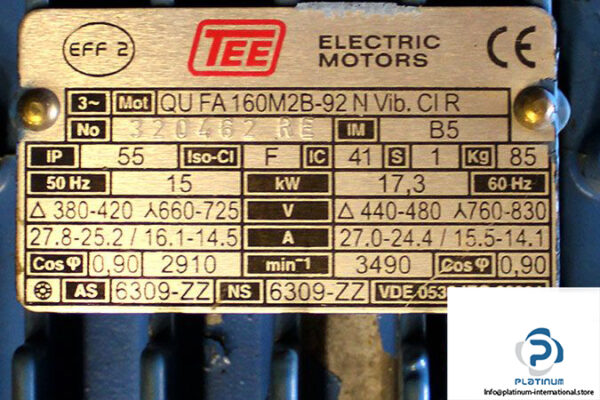 EFF 2 TEE ELECTRIC MOTORS CE
3~ Mot QU FA 160M2B-92 N Vib. Cl R
No 320462 RE IM B5
IP 55 Iso-Cl F IC 41 S 1 Kg 85
50 Hz 15 kW 17,3 60 Hz
Δ 380-420 ⅄660-725 V Δ 440-480 ⅄760-830
27.8-25.2 / 16.1-14.5 A 27.0-24.4 / 15.5-14.1
Cos φ 0,90 2910 min⁻¹ 3490 Cos φ 0,90
AS 6309-ZZ NS 6309-ZZ VDE 0530
PLATINUM
https://platinum-international.store